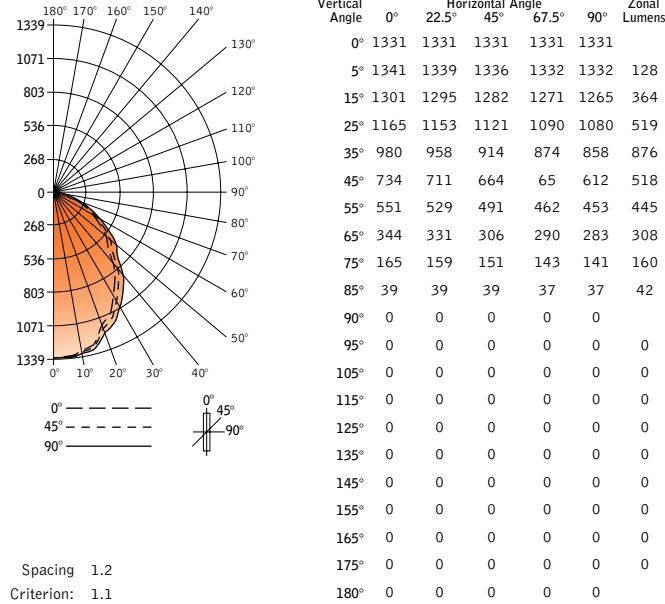 180° 170° 160° 150° 140°
1339
1071
803
536
268
0
268
536
803
1071
1339
130°
120°
110°
100°
90°
80°
70°
60°
50°
0° 10° 20° 30° 40°
0°
45°
90°
0°
45°
90°
Spacing 1.2
Criterion: 1.1
Vertical Horizontal Angle Zonal
Angle 0° 22.5° 45° 67.5° 90° Lumens
0° 1331 1331 1331 1331 1331
5° 1341 1339 1336 1332 1332 128
15° 1301 1295 1282 1271 1265 364
25° 1165 1153 1121 1090 1080 519
35° 980 958 914 874 858 876
45° 734 711 664 65 612 518
55° 551 529 491 462 453 445
65° 344 331 306 290 283 308
75° 165 159 151 143 141 160
85° 39 39 39 37 37 42
90° 0 0 0 0 0
95° 0 0 0 0 0 0
105° 0 0 0 0 0 0
115° 0 0 0 0 0 0
125° 0 0 0 0 0 0
135° 0 0 0 0 0 0
145° 0 0 0 0 0 0
155° 0 0 0 0 0 0
165° 0 0 0 0 0 0
175° 0 0 0 0 0 0
180° 0 0 0 0 0